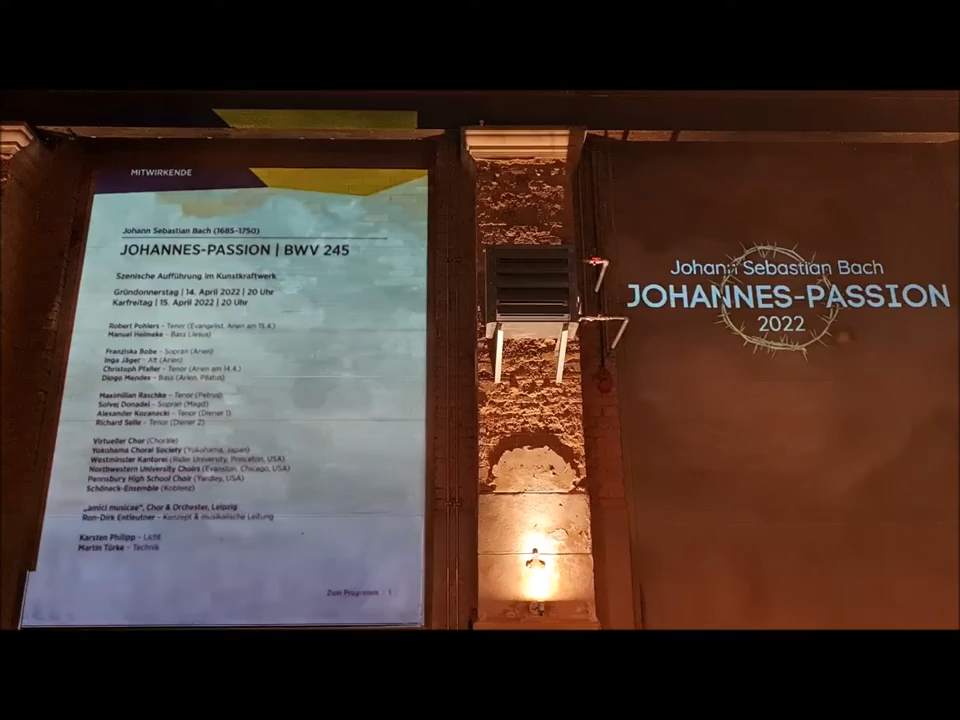 MITWIRKENDE
Johann Sebastian Bach (1685-1750)
JOHANNES-PASSION | BWV 245
Szenische Aufführung im Kunstkraftwerk
Gründonnerstag | 14. April 2022 | 20 Uhr
Karfreitag | 15. April 2022 | 20 Uhr
Robert Pohlers – Tenor (Evangelist, Arien am 15.4.)
Manuel Helmeke – Bass (Jesus)
Franziska Bobe – Sopran (Arien)
Inga Jäger – Alt (Arien)
Christoph Pfaller – Tenor (Arien am 14.4.)
Diogo Mendes – Bass (Arien, Pilatus)
Maximilian Raschke – Tenor (Petrus)
Solvej Donadel – Sopran (Magd)
Alexander Kozanecki – Tenor (Diener 1)
Richard Selle – Tenor (Diener 2)
Virtueller Chor (Choräle)
Yokohama Choral Society (Yokohama, Japan)
Westminster Kantorei (Rider University, Princeton, USA)
Northwestern University Choirs (Evanston, Chicago, USA)
Pennsbury High School Choir (Yardley, USA)
Schöneck-Ensemble (Koblenz)
„amici musicae“, Chor & Orchester, Leipzig
Ron-Dirk Entleutner – Konzept & musikalische Leitung
Karsten Philipp – Licht
Martin Türke – Technik
Zum Programm | 1
Johann Sebastian Bach
JOHANNES-PASSION
2022